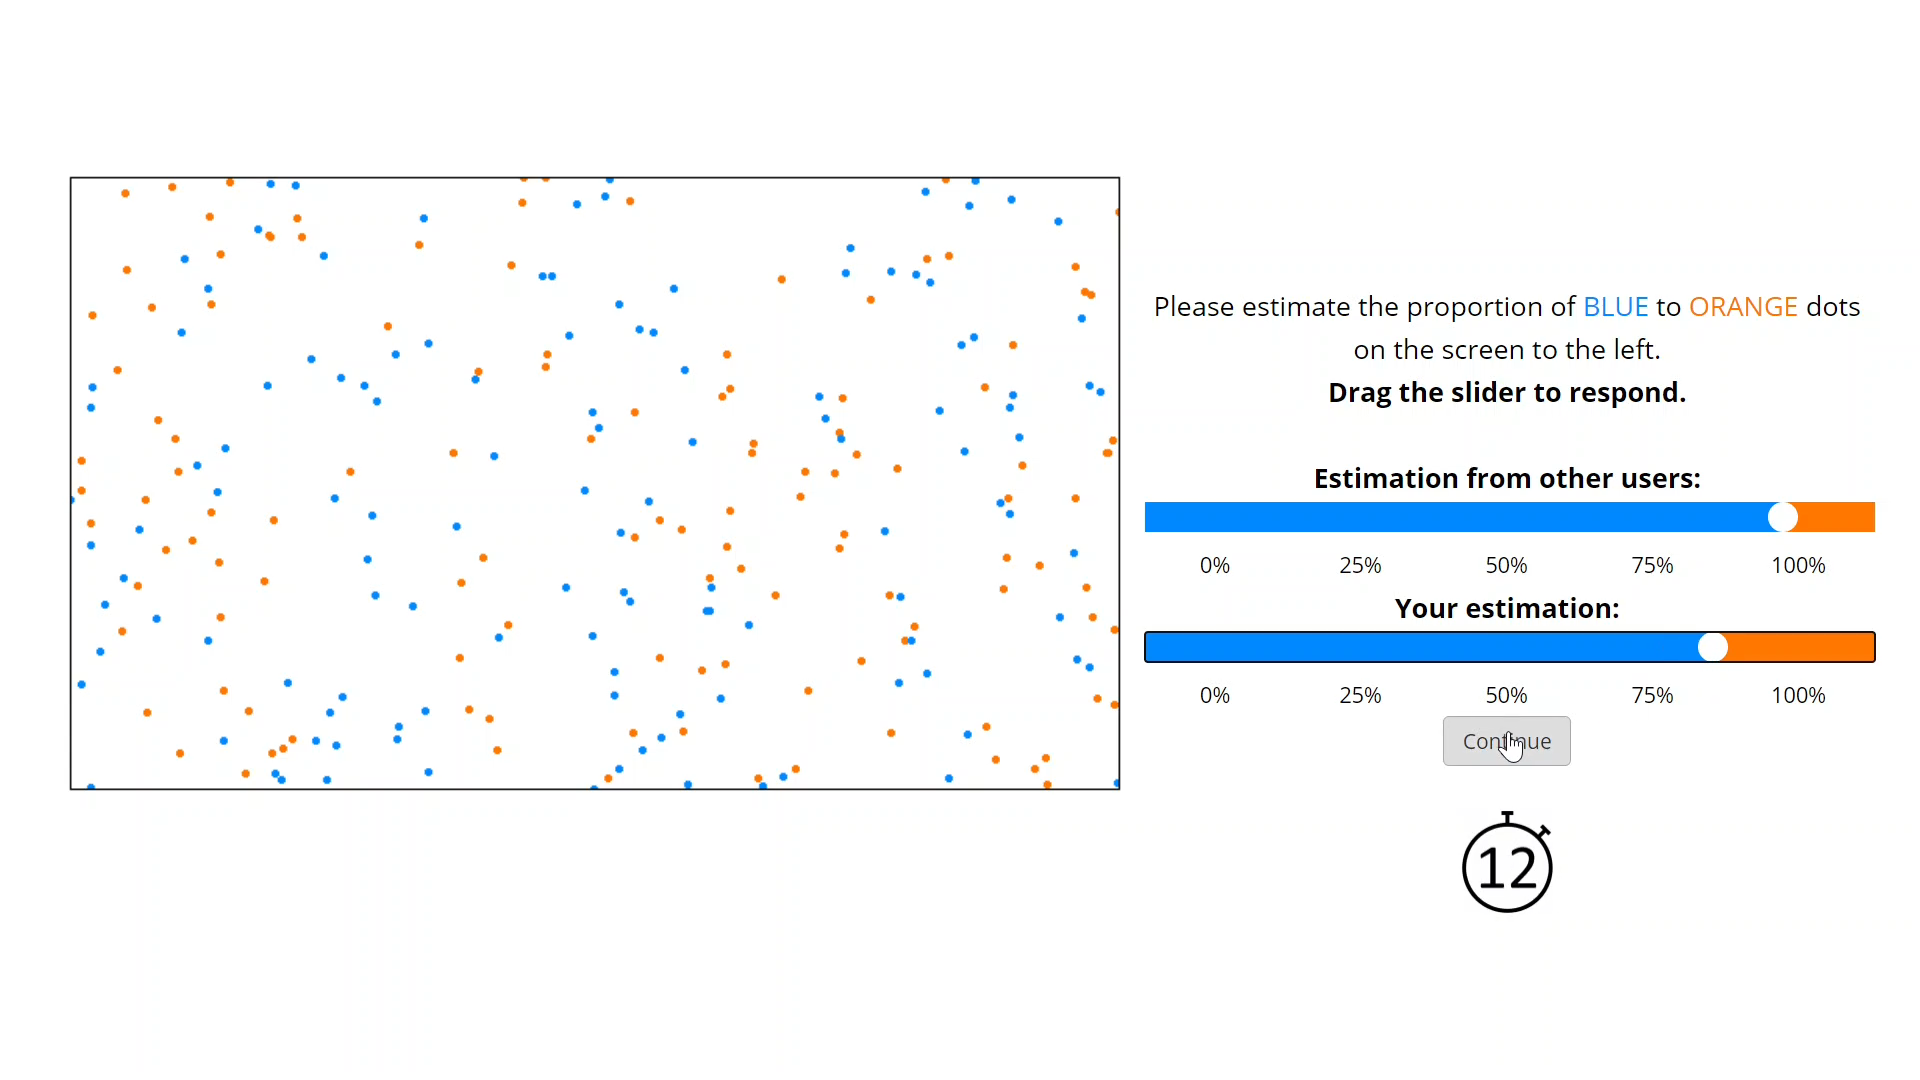 Please estimate the proportion of BLUE to ORANGE dots
on the screen to the left.
Drag the slider to respond.
Estimation from other users:
0% 25% 50% 75% 100%
Your estimation:
0% 25% 50% 75% 100%
Continue
12